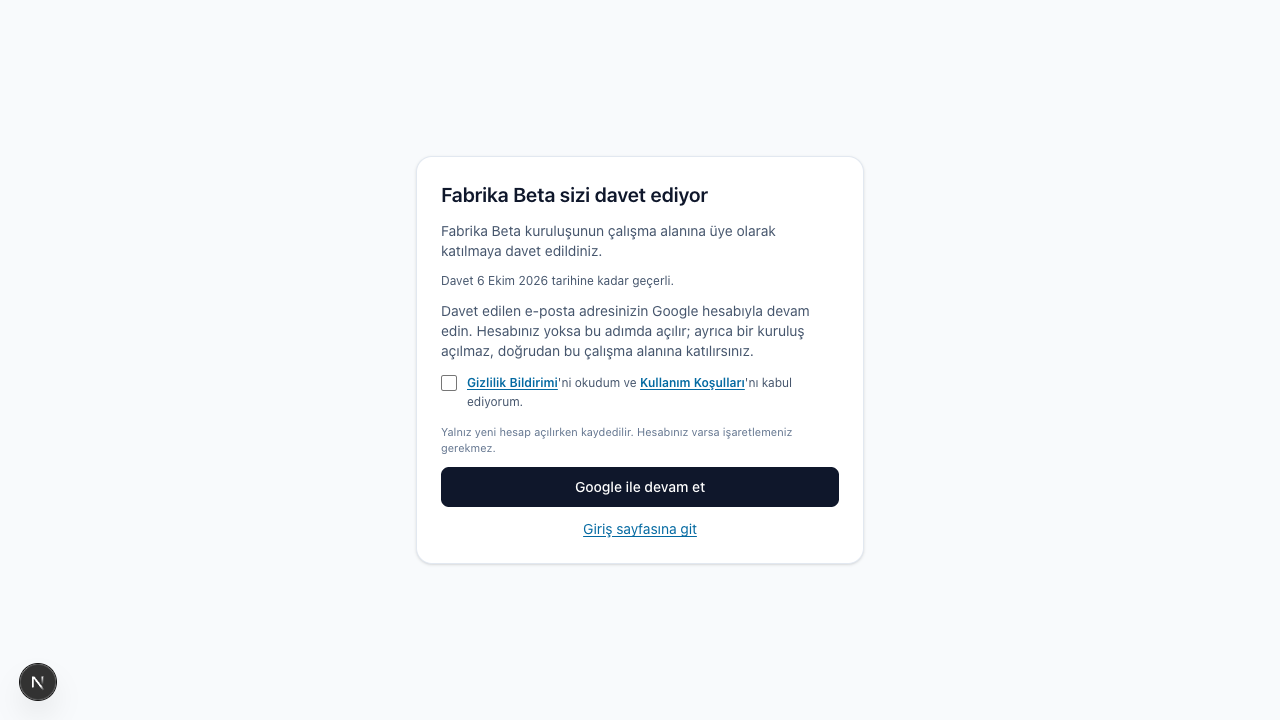 Fabrika Beta sizi davet ediyor
Fabrika Beta kuruluşunun çalışma alanına üye olarak
katılmaya davet edildiniz.
Davet 6 Ekim 2026 tarihine kadar geçerli.
Davet edilen e-posta adresinizin Google hesabıyla devam
edin. Hesabınız yoksa bu adımda açılır; ayrıca bir kuruluş
açılmaz, doğrudan bu çalışma alanına katılırsınız.
Gizlilik Bildirimi'ni okudum ve Kullanım Koşulları'nı kabul
ediyorum.
Yalnız yeni hesap açılırken kaydedilir. Hesabınız varsa işaretlemeniz
gerekmez.
Google ile devam et
Giriş sayfasına git
N